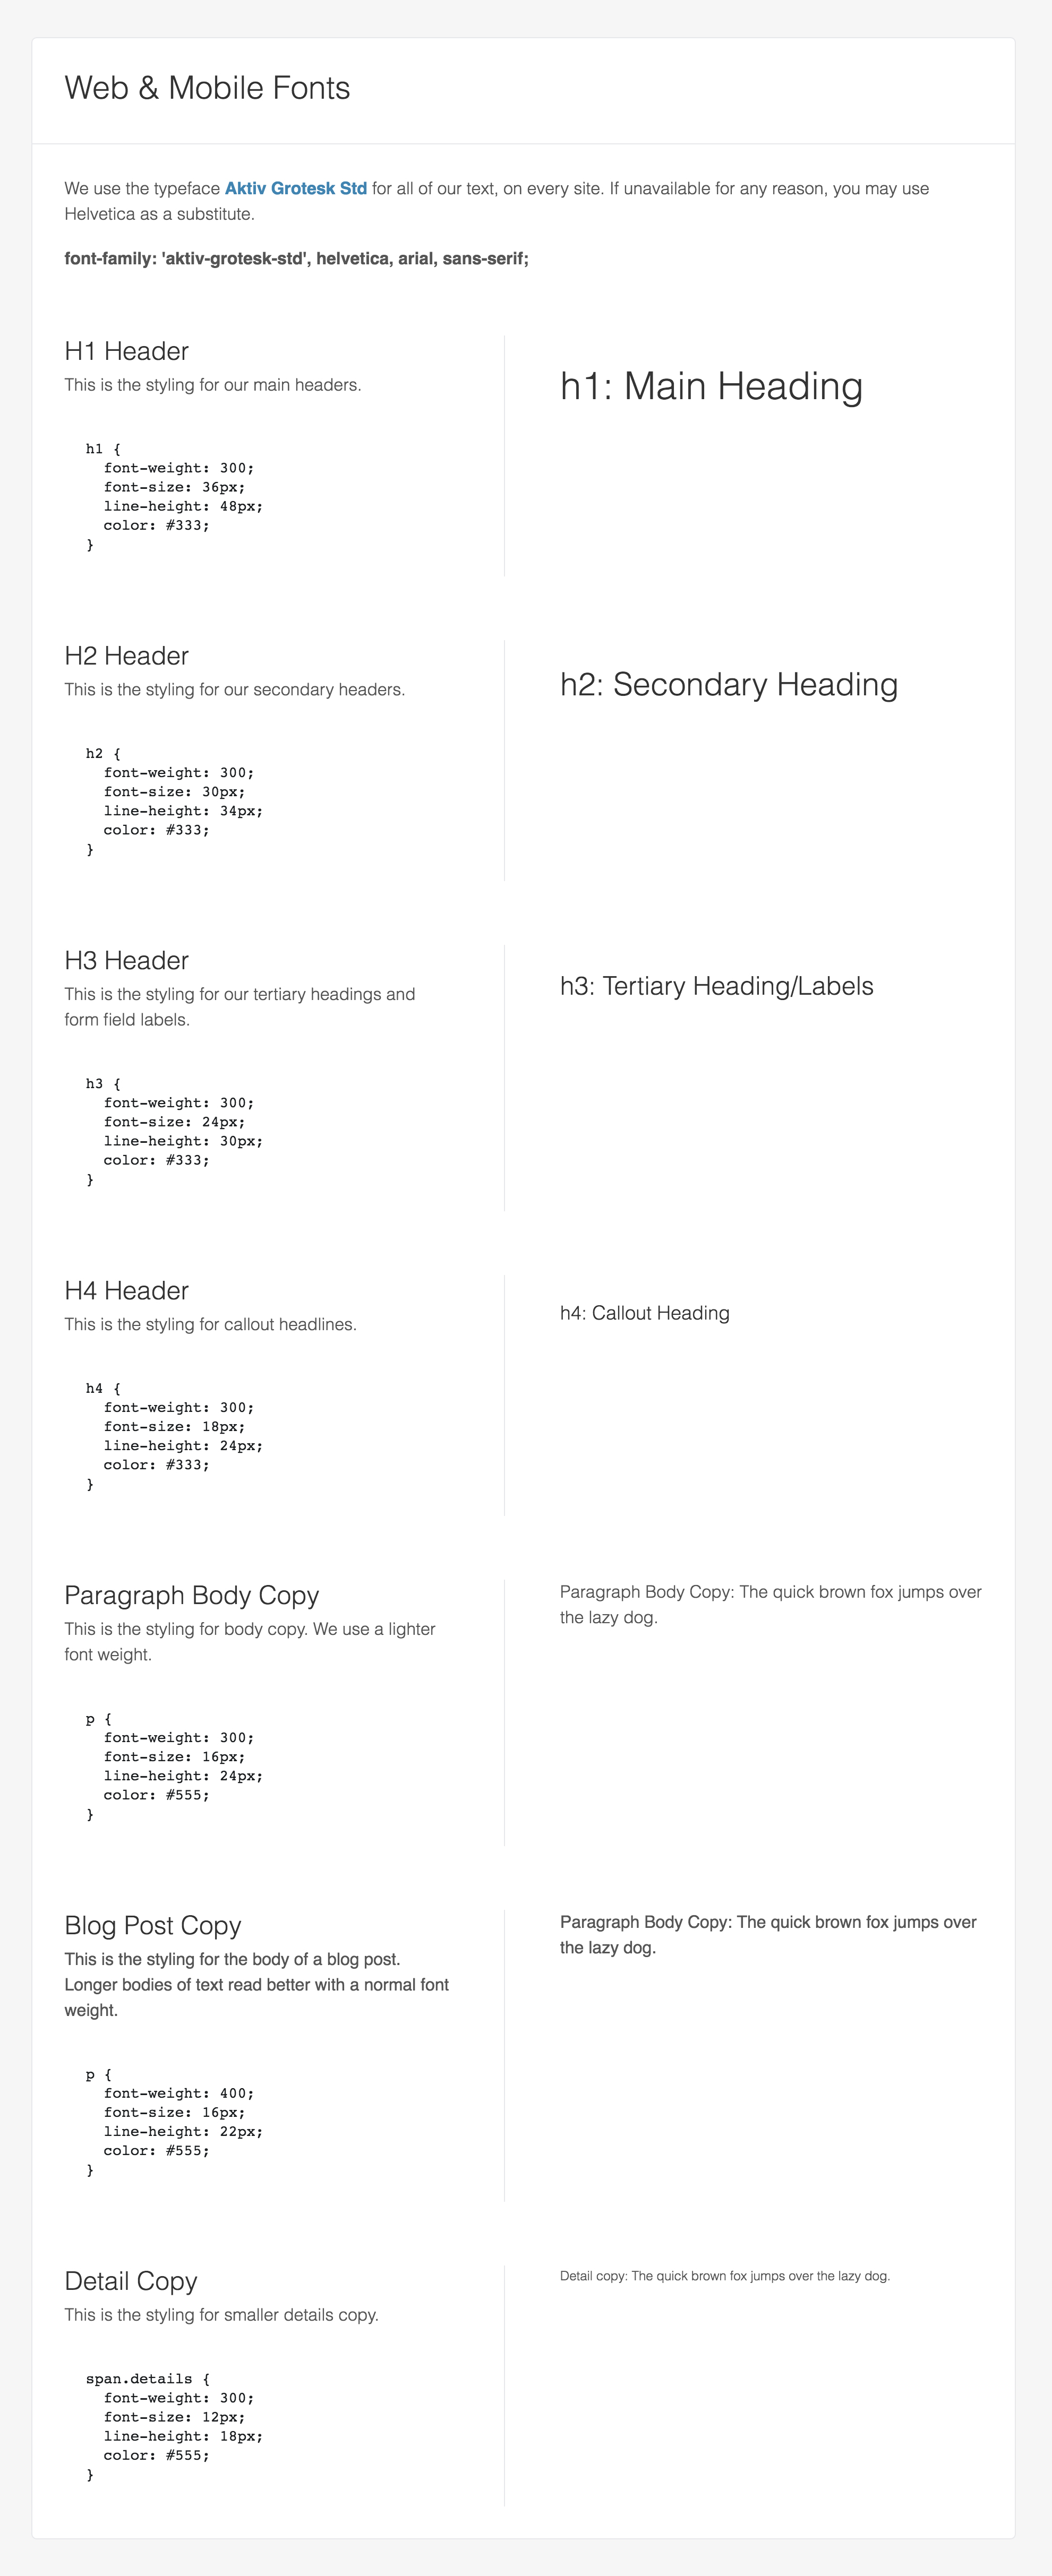 Web & Mobile Fonts
We use the typeface Aktiv Grotesk Std for all of our text, on every site. If unavailable for any reason, you may use
Helvetica as a substitute.
font-family: 'aktiv-grotesk-std', helvetica, arial, sans-serif;
H1 Header
This is the styling for our main headers.
h1 {
  font-weight: 300;
  font-size: 36px;
  line-height: 48px;
  color: #333;
}
h1: Main Heading
H2 Header
This is the styling for our secondary headers.
h2 {
  font-weight: 300;
  font-size: 30px;
  line-height: 34px;
  color: #333;
}
h2: Secondary Heading
H3 Header
This is the styling for our tertiary headings and
form field labels.
h3 {
  font-weight: 300;
  font-size: 24px;
  line-height: 30px;
  color: #333;
}
h3: Tertiary Heading/Labels
H4 Header
This is the styling for callout headlines.
h4 {
  font-weight: 300;
  font-size: 18px;
  line-height: 24px;
  color: #333;
}
h4: Callout Heading
Paragraph Body Copy
This is the styling for body copy. We use a lighter
font weight.
p {
  font-weight: 300;
  font-size: 16px;
  line-height: 24px;
  color: #555;
}
Paragraph Body Copy: The quick brown fox jumps over
the lazy dog.
Blog Post Copy
This is the styling for the body of a blog post.
Longer bodies of text read better with a normal font
weight.
p {
  font-weight: 400;
  font-size: 16px;
  line-height: 22px;
  color: #555;
}
Paragraph Body Copy: The quick brown fox jumps over
the lazy dog.
Detail Copy
This is the styling for smaller details copy.
span.details {
  font-weight: 300;
  font-size: 12px;
  line-height: 18px;
  color: #555;
}
Detail copy: The quick brown fox jumps over the lazy dog.